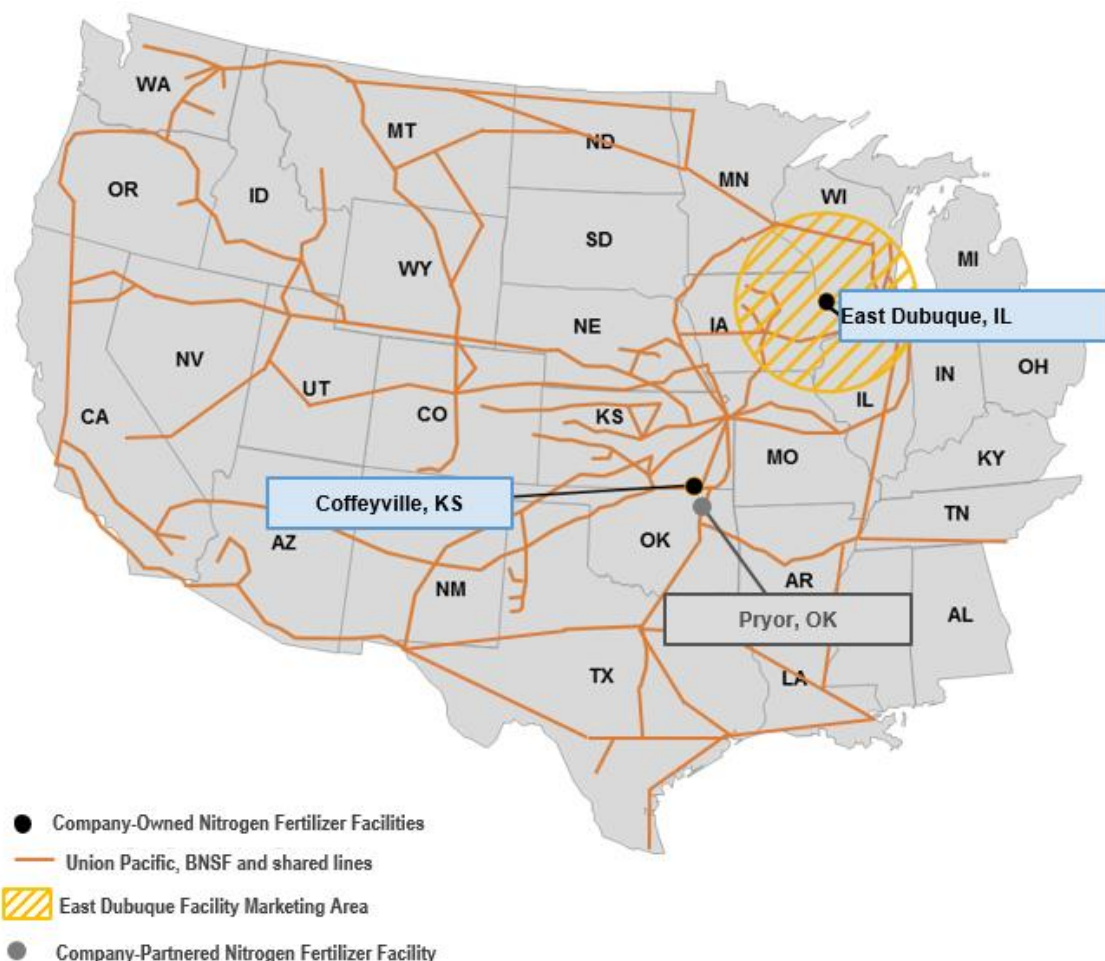 WA
MT
ND
MN
OR
ID
WI
SD
WY
MI
IA
East Dubuque, IL
NE
NV
UT
IN
OH
CA
CO
KS
IL
MO
KY
Coffeyville, KS
TN
AZ
OK
NM
AR
Pryor, OK
AL
TX
LA
Company-Owned Nitrogen Fertilizer Facilities
Union Pacific, BNSF and shared lines
East Dubuque Facility Marketing Area
Company-Partnered Nitrogen Fertilizer Facility